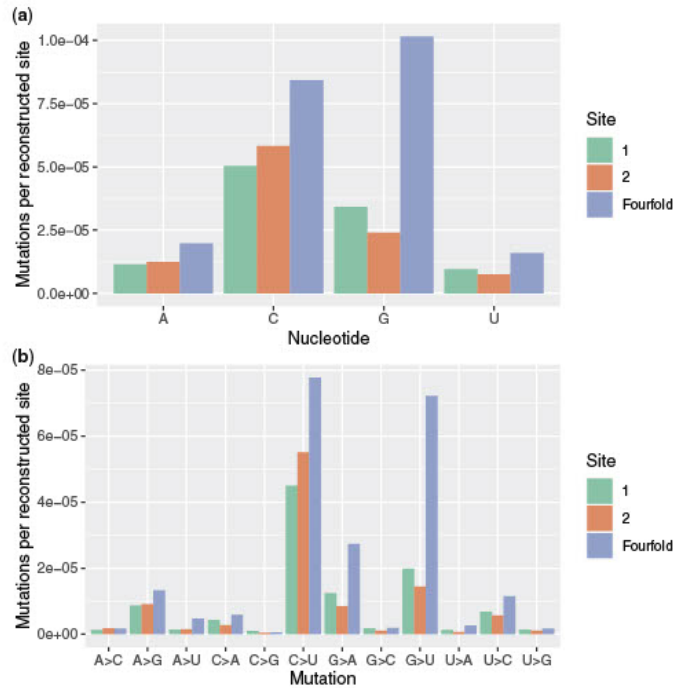 (a)
1.0e-04
7.5e-05
5.0e-05
2.5e-05
0.0e+00
Mutations per reconstructed site
A C G U
Nucleotide
Site
1
2
Fourfold
(b)
8e-05
6e-05
4e-05
2e-05
0e+00
Mutations per reconstructed site
A>C A>G A>U C>A C>G C>U G>A G>C G>U U>A U>C U>G
Mutation
Site
1
2
Fourfold